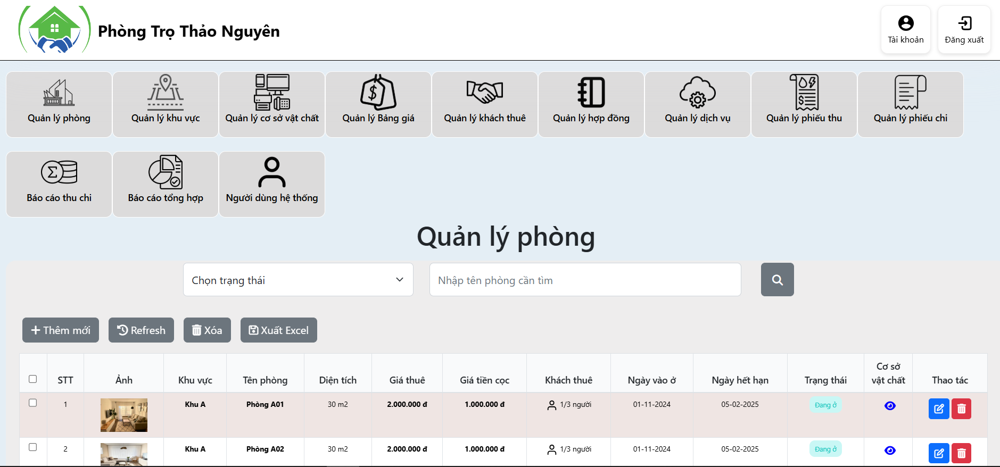 Phòng Trọ Thảo Nguyên
Tài khoản
Đăng xuất
Quản lý phòng
Quản lý khu vực
Quản lý cơ sở vật chất
Quản lý Bảng giá
Quản lý khách thuê
Quản lý hợp đồng
Quản lý dịch vụ
Quản lý phiếu thu
Quản lý phiếu chi
Báo cáo thu chi
Báo cáo tổng hợp
Người dùng hệ thống
Quản lý phòng
Chọn trạng thái
Nhập tên phòng cần tìm
Thêm mới
Refresh
Xóa
Xuất Excel
STT Ảnh Khu vực Tên phòng Diện tích Giá thuê Giá tiền cọc Khách thuê Ngày vào ở Ngày hết hạn Trạng thái Cơ sở vật chất Thao tác
1 Khu A Phòng A01 30 m2 2.000.000 đ 1.000.000 đ 1/3 người 01-11-2024 05-02-2025 Đang ở
2 Khu A Phòng A02 30 m2 2.000.000 đ 1.000.000 đ 1/3 người 01-11-2024 05-02-2025 Đang ở